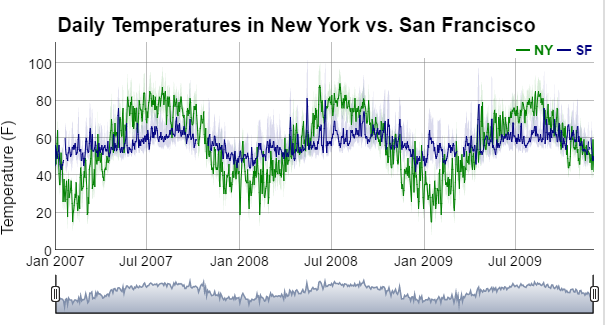 Daily Temperatures in New York vs. San Francisco
NY SF
Temperature (F)
100
80
60
40
20
0
Jan 2007 Jul 2007 Jan 2008 Jul 2008 Jan 2009 Jul 2009